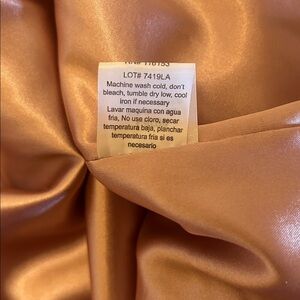 LOT# 7419LA
Machine wash cold, don't
bleach, tumble dry low, cool
iron if necessary
Lavar maquina con agua
fria, No use cloro, secar
temperatura baja, planchar
temperatura fria si es
necesario